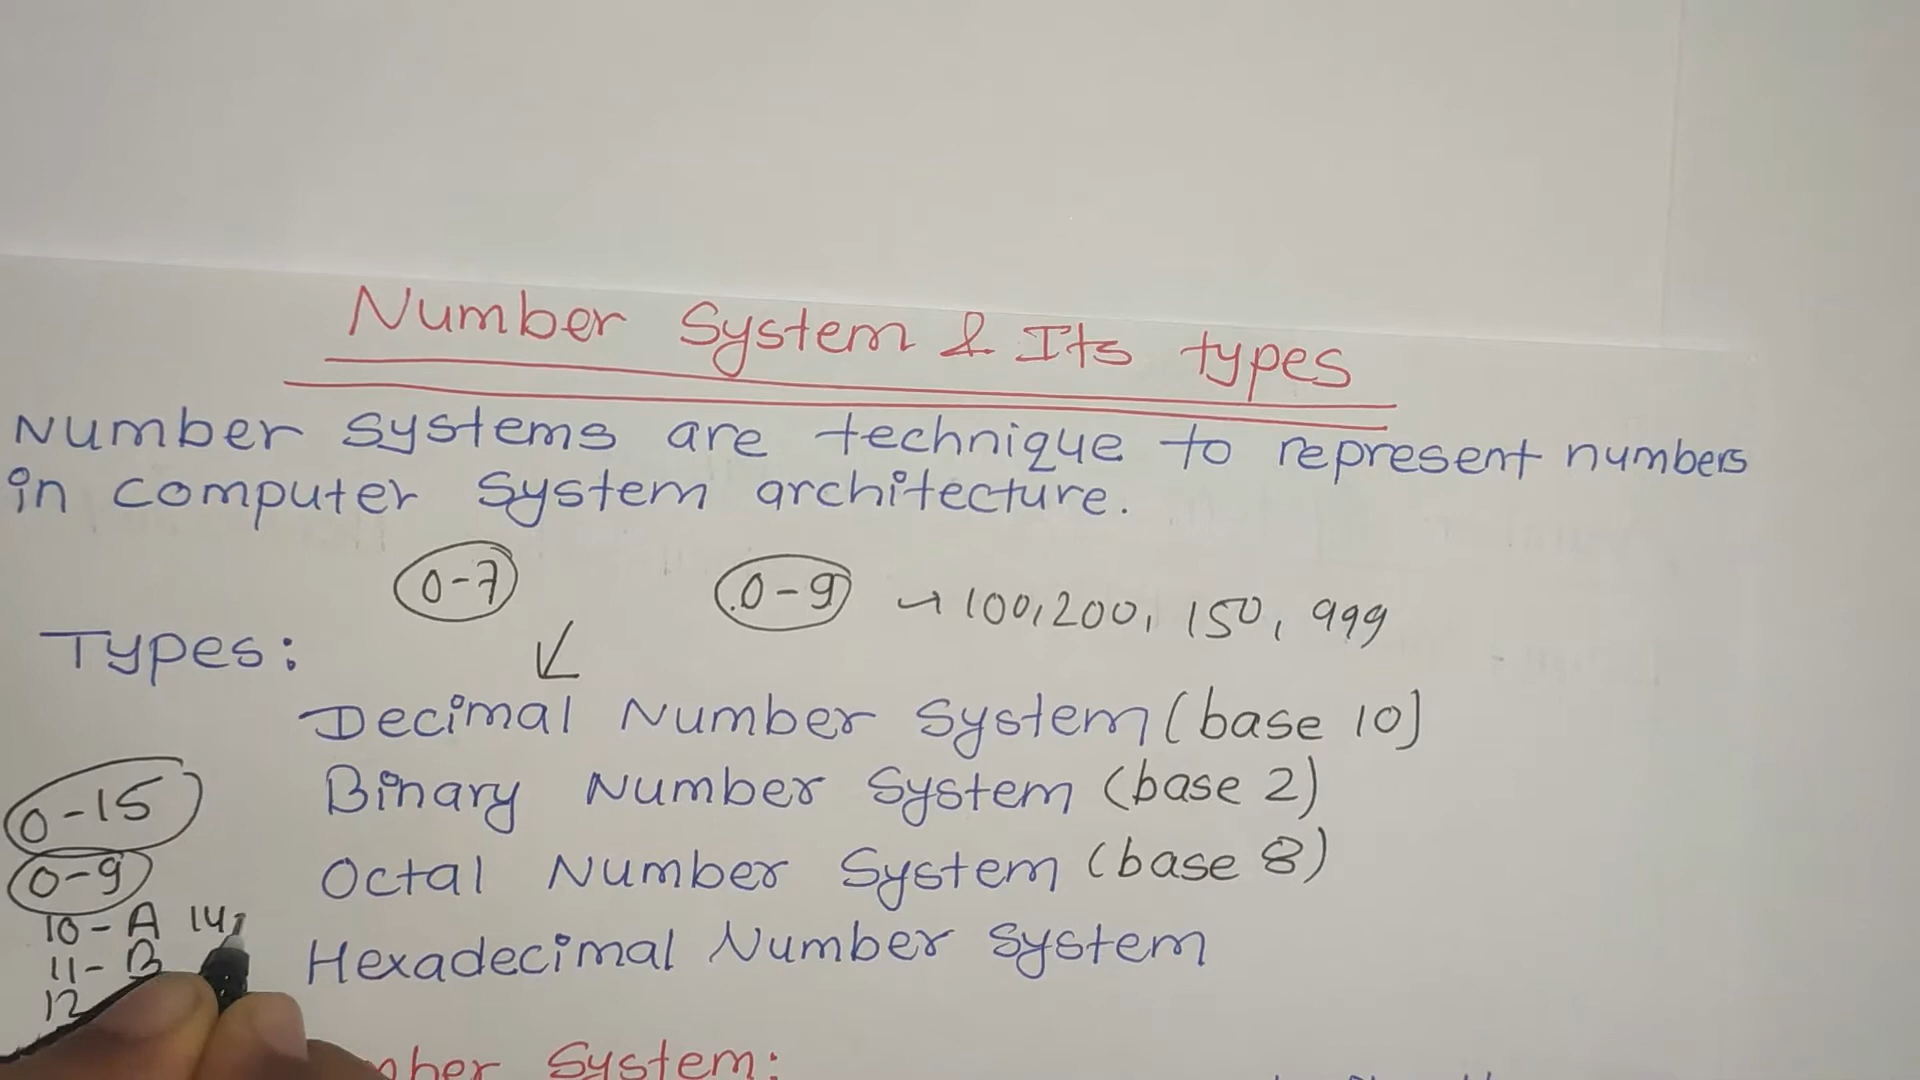 Number System & Its types
Number systems are technique to represent numbers
in computer system architecture.
0-7
0-9 → 100, 200, 150, 999
Types:
Decimal Number System (base 10)
Binary Number System (base 2)
Octal Number System (base 8)
Hexadecimal Number System
0-15
0-9
10-A 14
11-B
12
System: